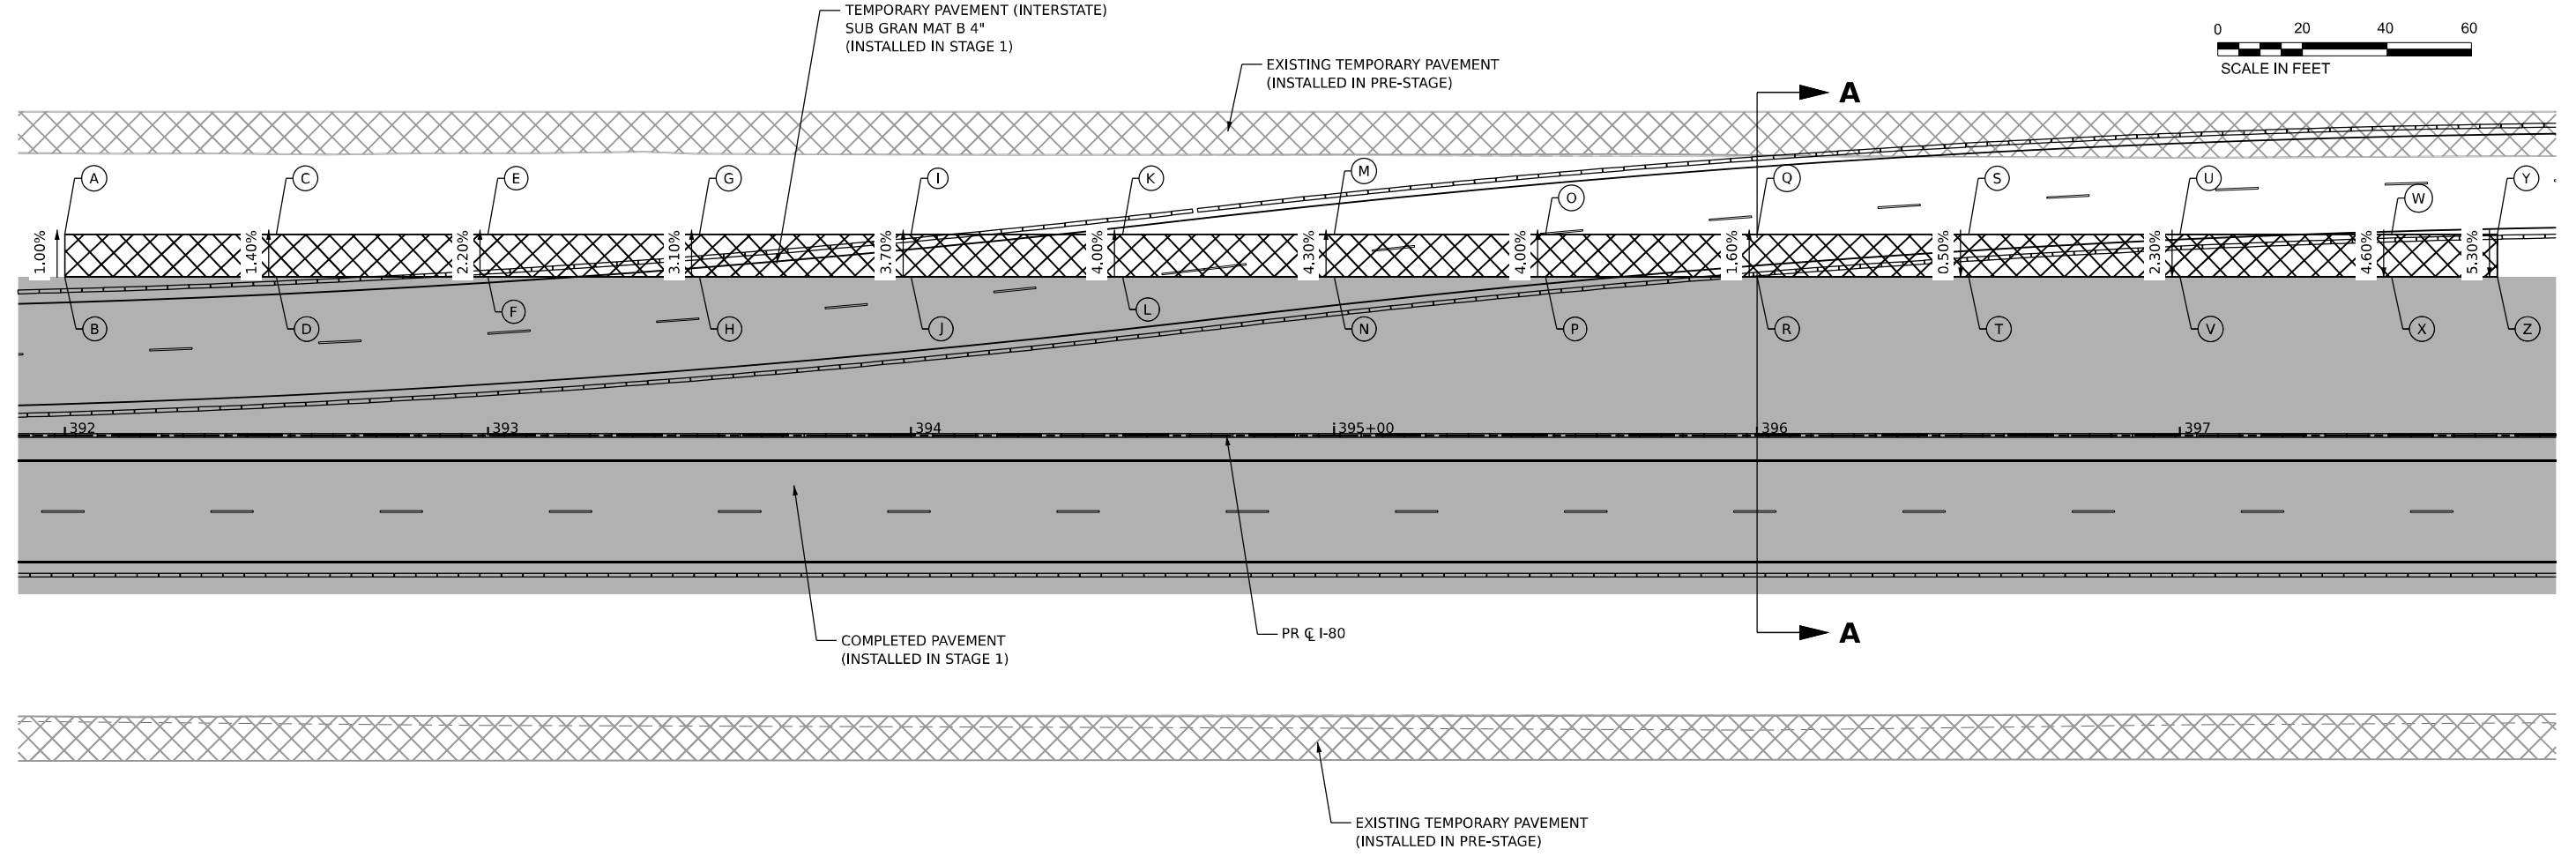 TEMPORARY PAVEMENT (INTERSTATE)
SUB GRAN MAT B 4"
(INSTALLED IN STAGE 1)
EXISTING TEMPORARY PAVEMENT
(INSTALLED IN PRE-STAGE)
0 20 40 60
SCALE IN FEET
A
A C E G I K M O Q S U W Y
1.00% 1.40% 2.20% 3.10% 3.70% 4.00% 4.30% 4.00% 1.60% 0.50% 2.30% 4.60% 5.30%
B D F H J L N P R T V X Z
392 393 394 395+00 396 397
COMPLETED PAVEMENT
(INSTALLED IN STAGE 1)
PR ℄ I-80
A
EXISTING TEMPORARY PAVEMENT
(INSTALLED IN PRE-STAGE)